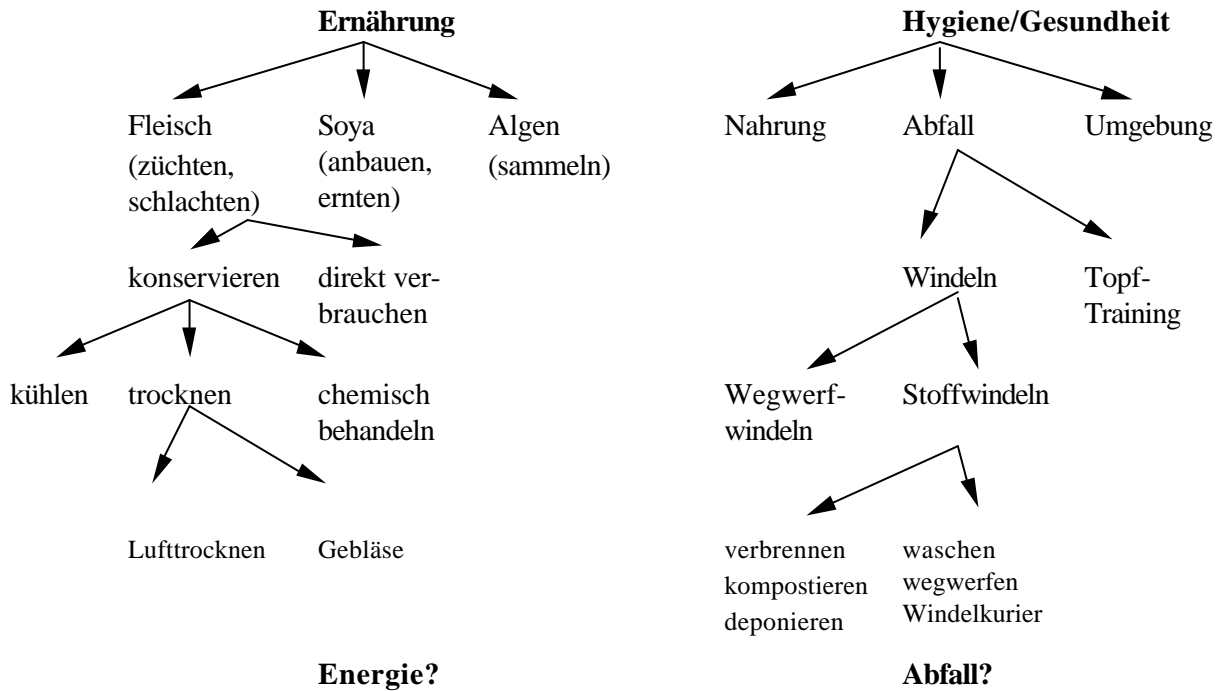 Ernährung
Hygiene/Gesundheit
Fleisch
(züchten,
schlachten)
Soya
(anbauen,
ernten)
Algen
(sammeln)
Nahrung
Abfall
Umgebung
konservieren
direkt ver-
brauchen
Windeln
Topf-
Training
kühlen
trocknen
chemisch
behandeln
Wegwerf-
windeln
Stoffwindeln
Lufttrocknen
Gebläse
verbrennen
kompostieren
deponieren
waschen
wegwerfen
Windelkurier
Energie?
Abfall?